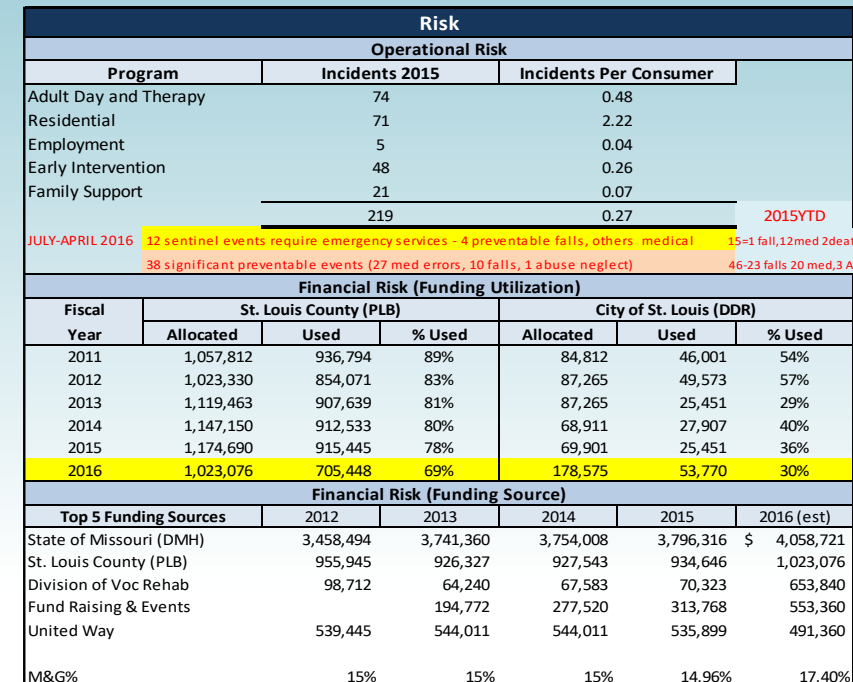 Risk
Operational Risk
Program Incidents 2015 Incidents Per Consumer
Adult Day and Therapy 74 0.48
Residential 71 2.22
Employment 5 0.04
Early Intervention 48 0.26
Family Support 21 0.07
219 0.27 2015YTD
JULY-APRIL 2016 12 sentinel events require emergency services - 4 preventable falls, others medical 15=1 fall,12med 2deat
38 significant preventable events (27 med errors, 10 falls, 1 abuse neglect) 46-23 falls 20 med,3 A
Financial Risk (Funding Utilization)
Fiscal St. Louis County (PLB) City of St. Louis (DDR)
Year Allocated Used % Used Allocated Used % Used
2011 1,057,812 936,794 89% 84,812 46,001 54%
2012 1,023,330 854,071 83% 87,265 49,573 57%
2013 1,119,463 907,639 81% 87,265 25,451 29%
2014 1,147,150 912,533 80% 68,911 27,907 40%
2015 1,174,690 915,445 78% 69,901 25,451 36%
2016 1,023,076 705,448 69% 178,575 53,770 30%
Financial Risk (Funding Source)
Top 5 Funding Sources 2012 2013 2014 2015 2016 (est)
State of Missouri (DMH) 3,458,494 3,741,360 3,754,008 3,796,316 $ 4,058,721
St. Louis County (PLB) 955,945 926,327 927,543 934,646 1,023,076
Division of Voc Rehab 98,712 64,240 67,583 70,323 653,840
Fund Raising & Events 194,772 277,520 313,768 553,360
United Way 539,445 544,011 544,011 535,899 491,360
M&G% 15% 15% 15% 14.96% 17.40%